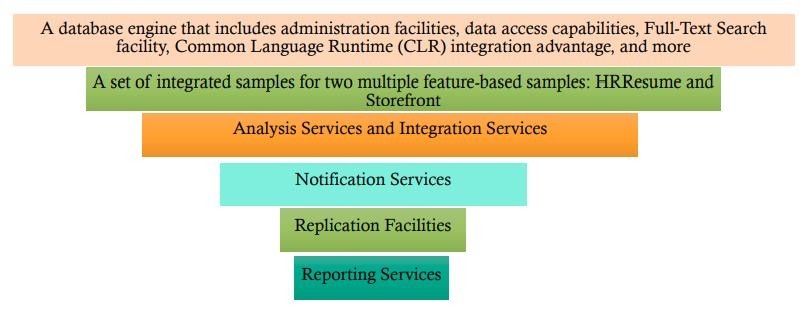 A database engine that includes administration facilities, data access capabilities, Full-Text Search
facility, Common Language Runtime (CLR) integration advantage, and more
A set of integrated samples for two multiple feature-based samples: HRResume and
Storefront
Analysis Services and Integration Services
Notification Services
Replication Facilities
Reporting Services